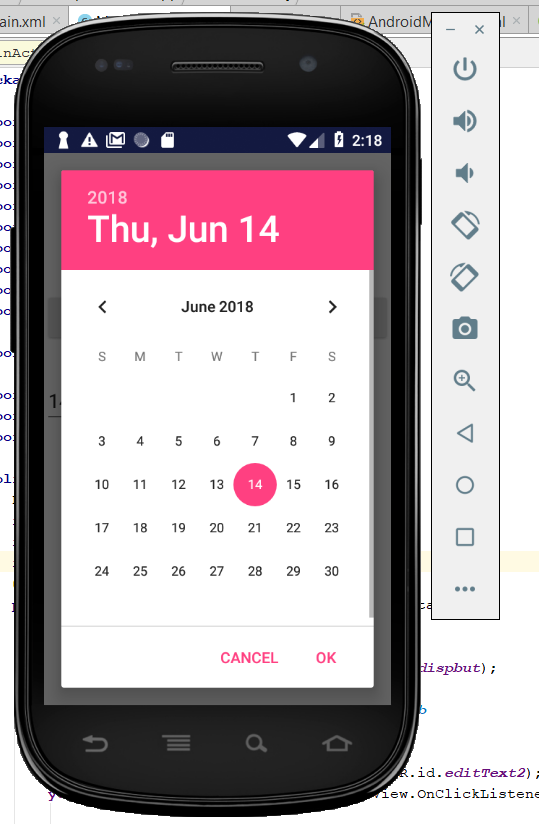 ain.xml
AndroidM
inAct
cka
2:18
2018
Thu, Jun 14
June 2018
S M T W T F S
1 2
3 4 5 6 7 8 9
10 11 12 13 14 15 16
17 18 19 20 21 22 23
24 25 26 27 28 29 30
CANCEL OK
dispbut);
R.id.editText2);
view.OnClickListene